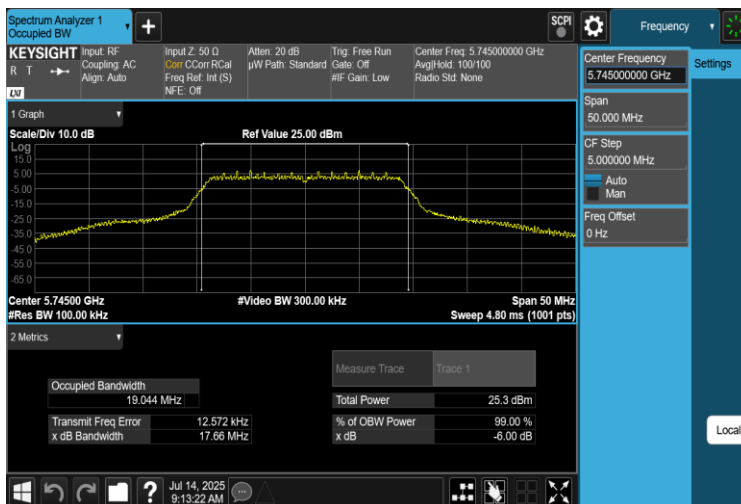 Spectrum Analyzer 1
Occupied BW
+
SCPI
Frequency
KEYSIGHT
R T
LXI
Input: RF
Coupling: AC
Align: Auto
Input Z: 50 Ω
Corr CCorr RCal
Freq Ref: Int (S)
NFE: Off
Atten: 20 dB
µW Path: Standard
Trig: Free Run
Gate: Off
#IF Gain: Low
Center Freq: 5.745000000 GHz
Avg|Hold: 100/100
Radio Std: None
Center Frequency
5.745000000 GHz
Settings
Span
50.000 MHz
CF Step
5.000000 MHz
Auto
Man
Freq Offset
0 Hz
Local
1 Graph
Scale/Div 10.0 dB
Ref Value 25.00 dBm
Log
15.0
5.00
-5.00
-15.0
-25.0
-35.0
-45.0
-55.0
-65.0
Center 5.74500 GHz
#Video BW 300.00 kHz
Span 50 MHz
#Res BW 100.00 kHz
Sweep 4.80 ms (1001 pts)
2 Metrics
Measure Trace
Trace 1
Occupied Bandwidth
19.044 MHz
Total Power
25.3 dBm
Transmit Freq Error
12.572 kHz
% of OBW Power
99.00 %
x dB Bandwidth
17.66 MHz
x dB
-6.00 dB
?
Jul 14, 2025
9:13:22 AM